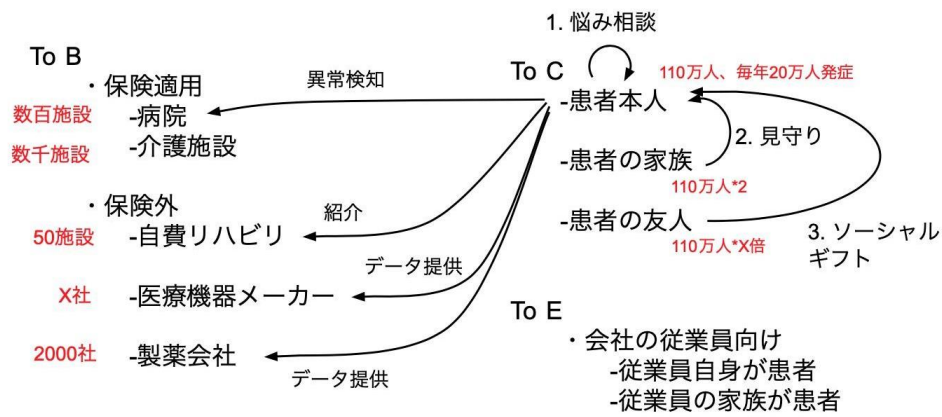 To B
・保険適用
数百施設
-病院
数千施設
-介護施設
・保険外
50施設
-自費リハビリ
X社
-医療機器メーカー
2000社
-製薬会社
異常検知
紹介
データ提供
データ提供
1. 悩み相談
To C
110万人、毎年20万人発症
-患者本人
2. 見守り
-患者の家族
110万人*2
-患者の友人
110万人*X倍
3. ソーシャル
ギフト
To E
・会社の従業員向け
-従業員自身が患者
-従業員の家族が患者